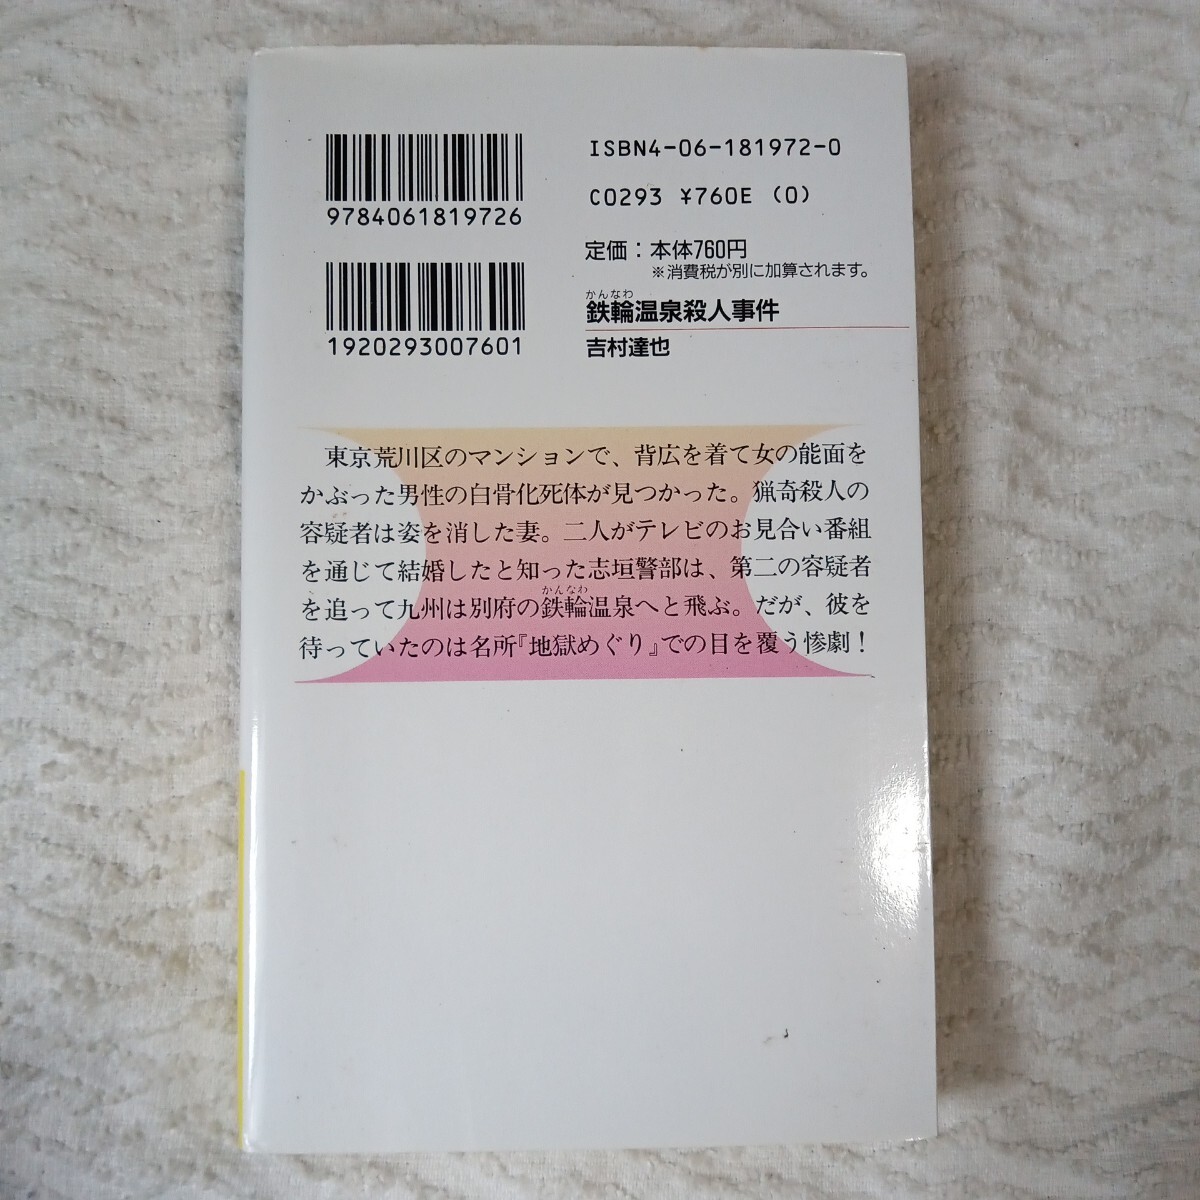 9784061819726
1920293007601
ISBN4-06-181972-0
C0293 ¥760E (0)
定価：本体760円
※消費税が別に加算されます。
かんなわ
鉄輪温泉殺人事件
吉村達也
東京荒川区のマンションで、背広を着て女の能面を
かぶった男性の白骨化死体が見つかった。猟奇殺人の
容疑者は姿を消した妻。二人がテレビのお見合い番組
を通じて結婚したと知った志垣警部は、第二の容疑者
かんなわ
を追って九州は別府の鉄輪温泉へと飛ぶ。だが、彼を
待っていたのは名所『地獄めぐり』での目を覆う惨劇！